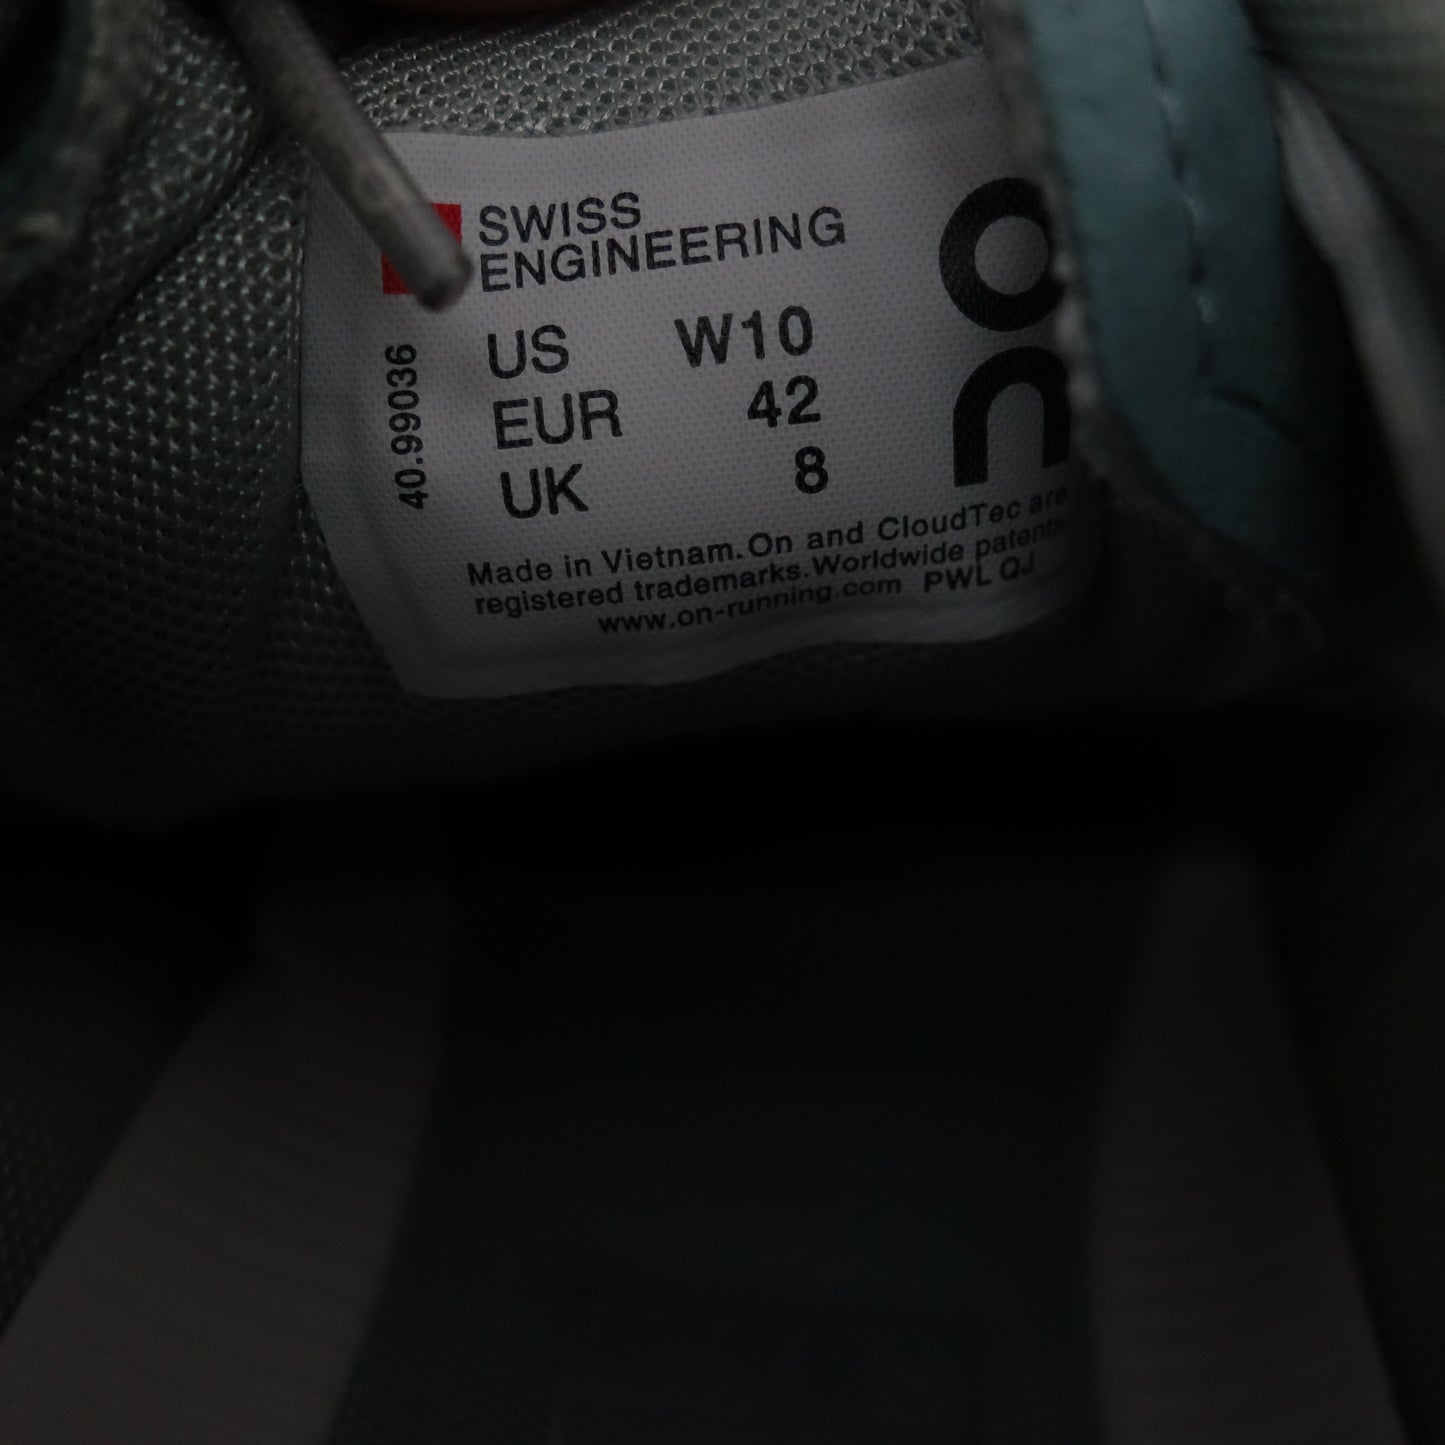 SWISS
ENGINEERING
on
US W10
EUR 42
UK 8
40.99036
Made in Vietnam. On and CloudTec are
registered trademarks. Worldwide patents.
www.on-running.com PWL QJ